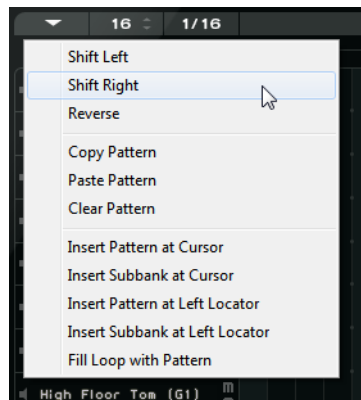 16 1/16
Shift Left
Shift Right
Reverse
Copy Pattern
Paste Pattern
Clear Pattern
Insert Pattern at Cursor
Insert Subbank at Cursor
Insert Pattern at Left Locator
Insert Subbank at Left Locator
Fill Loop with Pattern
High Floor Tom (G1) m